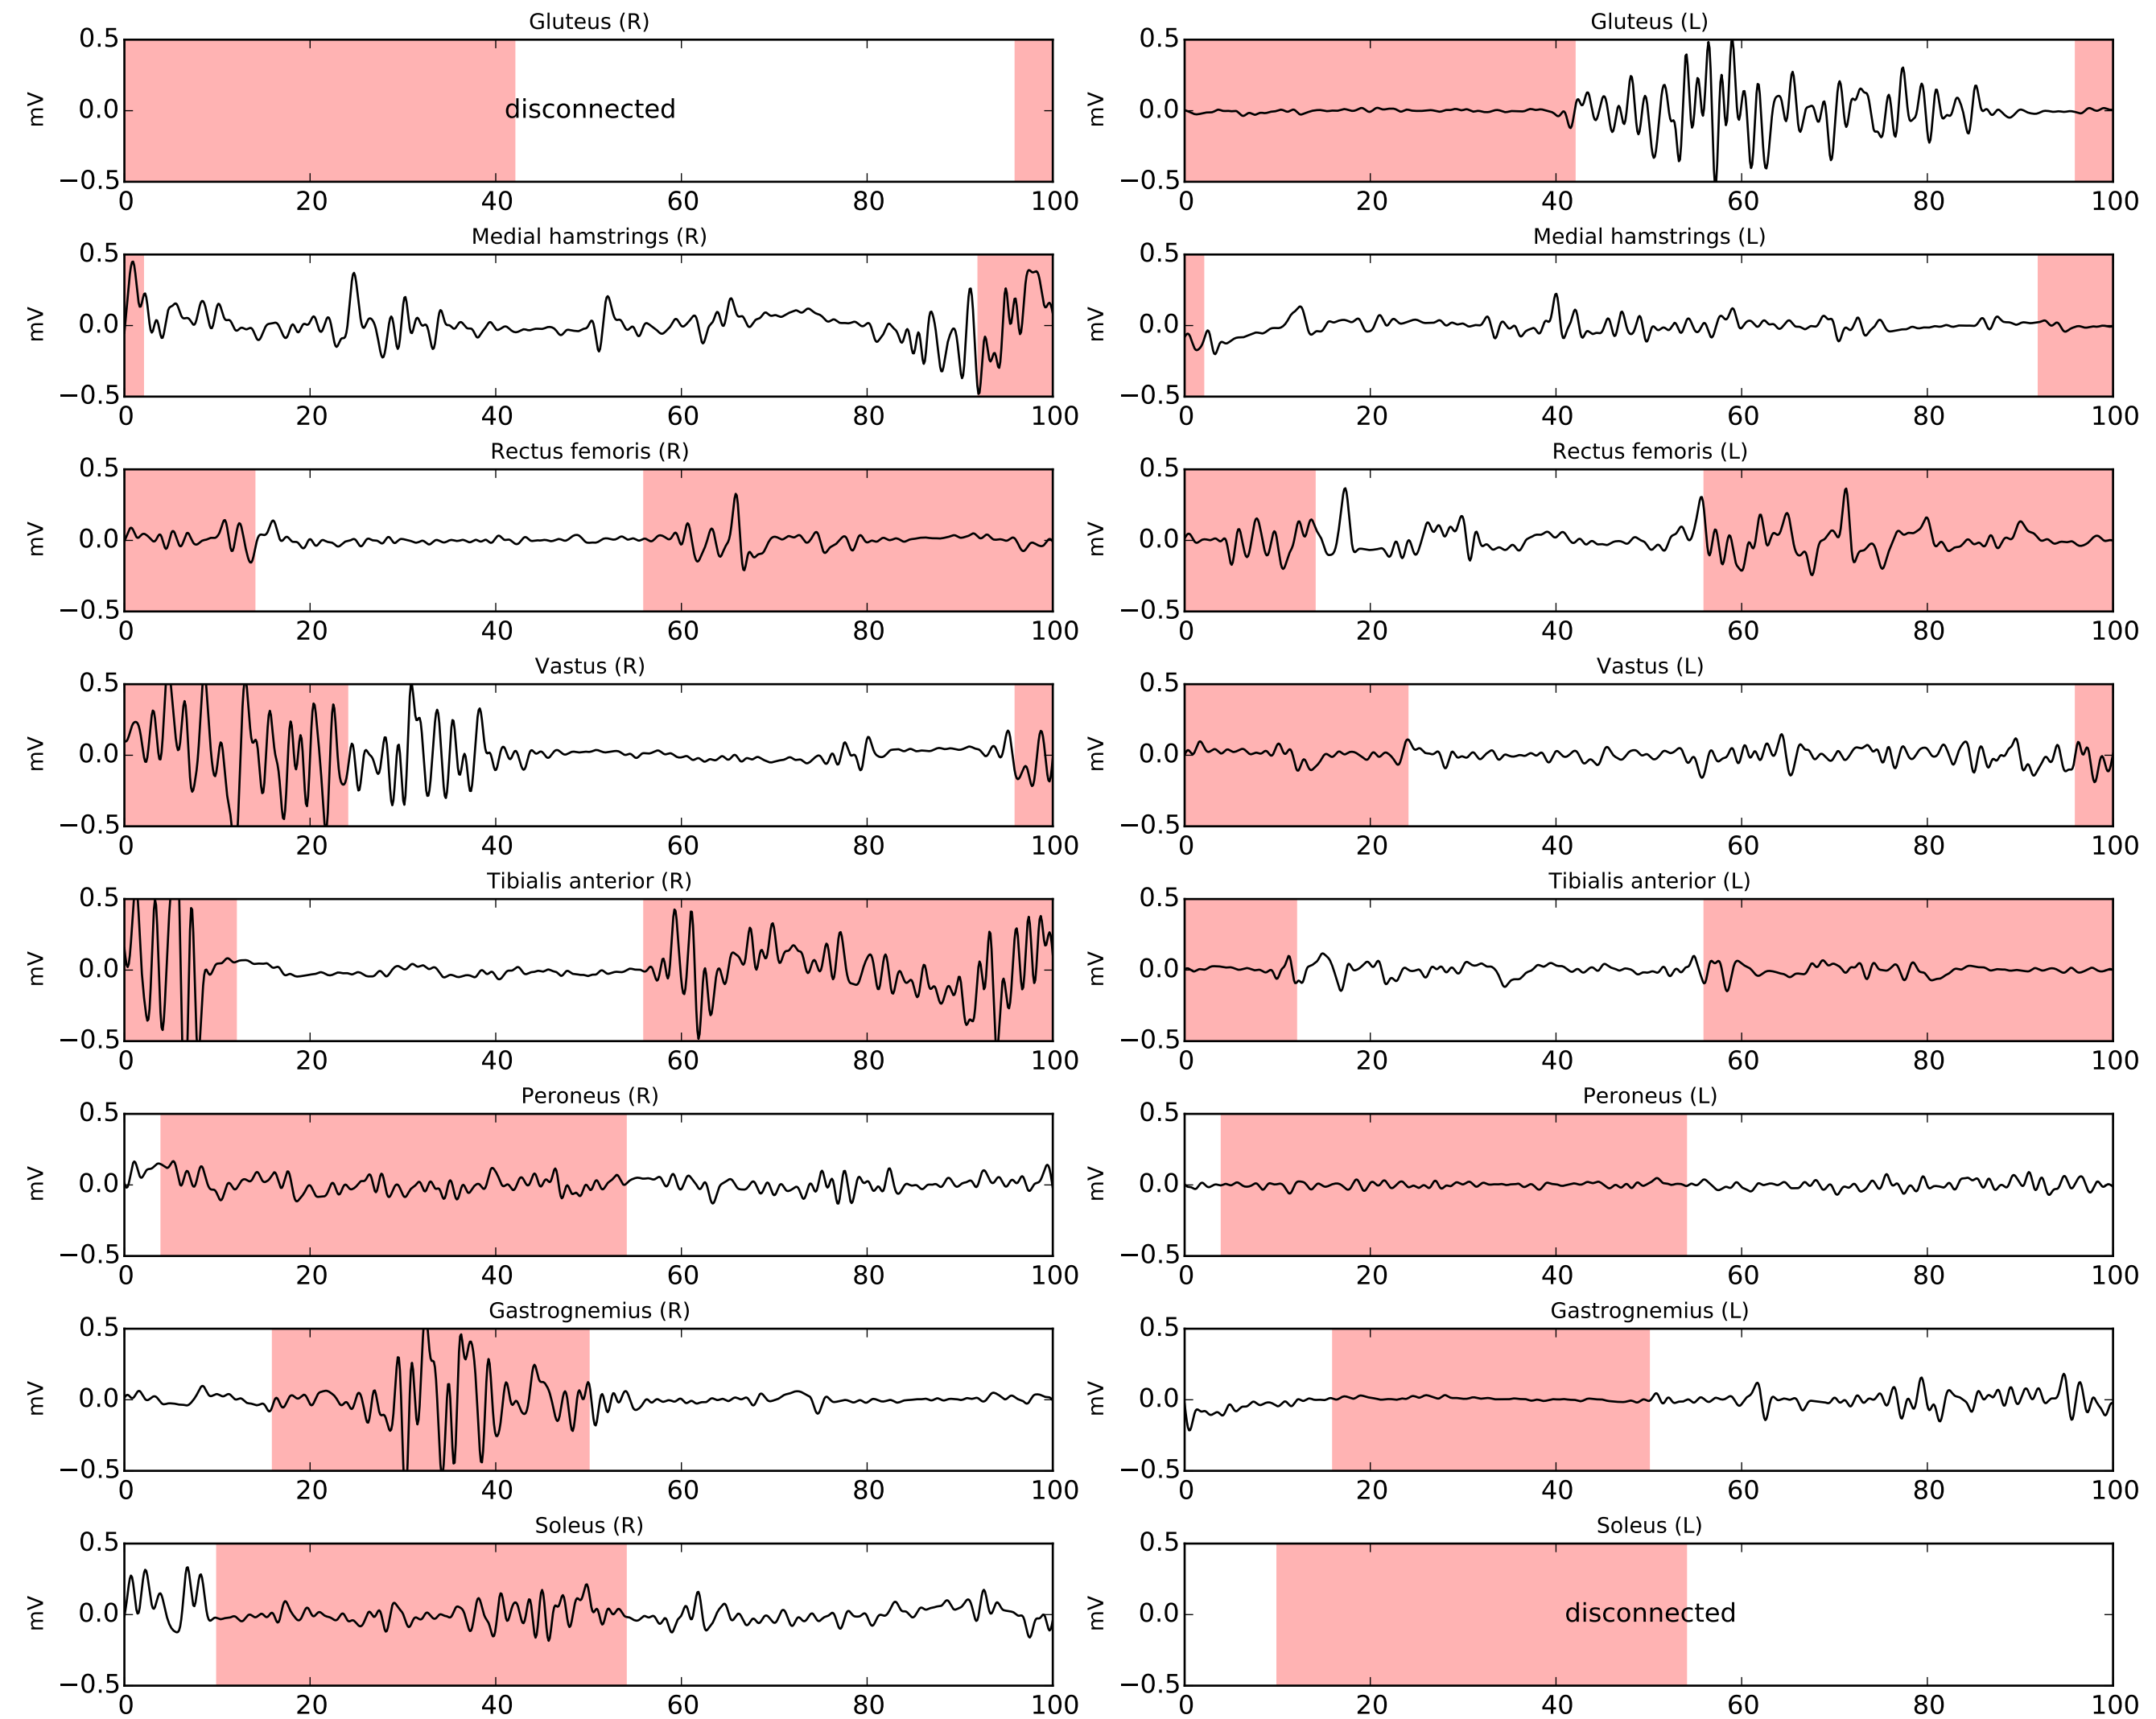 Gluteus (R) Gluteus (L)
0.5 0.5
mV 0.0 disconnected mV 0.0
−0.5 −0.5
0 20 40 60 80 100 0 20 40 60 80 100
Medial hamstrings (R) Medial hamstrings (L)
0.5 0.5
mV 0.0 mV 0.0
−0.5 −0.5
0 20 40 60 80 100 0 20 40 60 80 100
Rectus femoris (R) Rectus femoris (L)
0.5 0.5
mV 0.0 mV 0.0
−0.5 −0.5
0 20 40 60 80 100 0 20 40 60 80 100
Vastus (R) Vastus (L)
0.5 0.5
mV 0.0 mV 0.0
−0.5 −0.5
0 20 40 60 80 100 0 20 40 60 80 100
Tibialis anterior (R) Tibialis anterior (L)
0.5 0.5
mV 0.0 mV 0.0
−0.5 −0.5
0 20 40 60 80 100 0 20 40 60 80 100
Peroneus (R) Peroneus (L)
0.5 0.5
mV 0.0 mV 0.0
−0.5 −0.5
0 20 40 60 80 100 0 20 40 60 80 100
Gastrognemius (R) Gastrognemius (L)
0.5 0.5
mV 0.0 mV 0.0
−0.5 −0.5
0 20 40 60 80 100 0 20 40 60 80 100
Soleus (R) Soleus (L)
0.5 0.5
mV 0.0 mV 0.0 disconnected
−0.5 −0.5
0 20 40 60 80 100 0 20 40 60 80 100